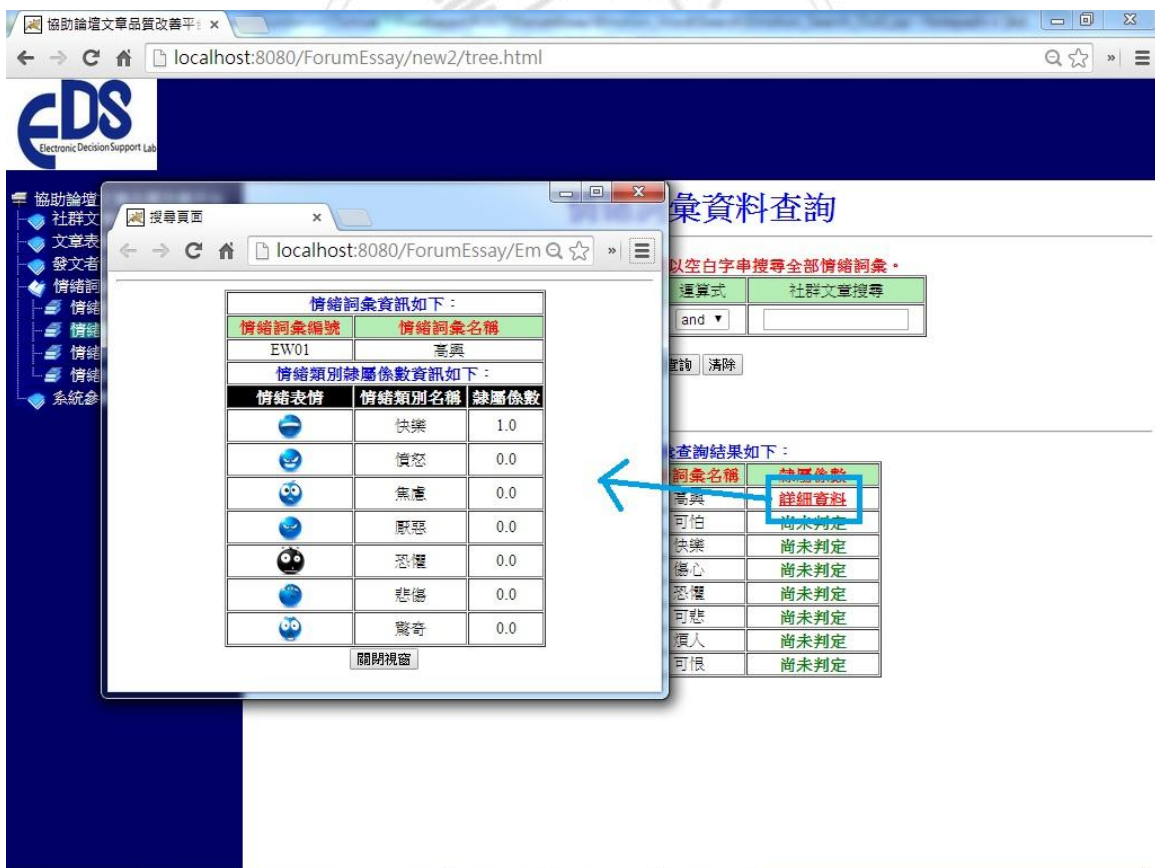 協助論壇文章品質改善平
localhost:8080/ForumEssay/new2/tree.html
EDS
Electronic Decision Support Lab
協助論壇
社群文
文章表
發文者
情緒詞
情緒
情緒
情緒
情緒
系統參
彙資料查詢
以空白字串搜尋全部情緒詞彙。
運算式 社群文章搜尋
and
查詢 清除
查詢結果如下：
詞彙名稱 隸屬係數
高興 詳細資料
可怕 尚未判定
快樂 尚未判定
傷心 尚未判定
恐懼 尚未判定
可悲 尚未判定
煩人 尚未判定
可恨 尚未判定
搜尋頁面
localhost:8080/ForumEssay/Em
情緒詞彙資訊如下：
情緒詞彙編號 情緒詞彙名稱
EW01 高興
情緒類別隸屬係數資訊如下：
情緒表情 情緒類別名稱 隸屬係數
快樂 1.0
憤怒 0.0
焦慮 0.0
厭惡 0.0
恐懼 0.0
悲傷 0.0
驚奇 0.0
關閉視窗